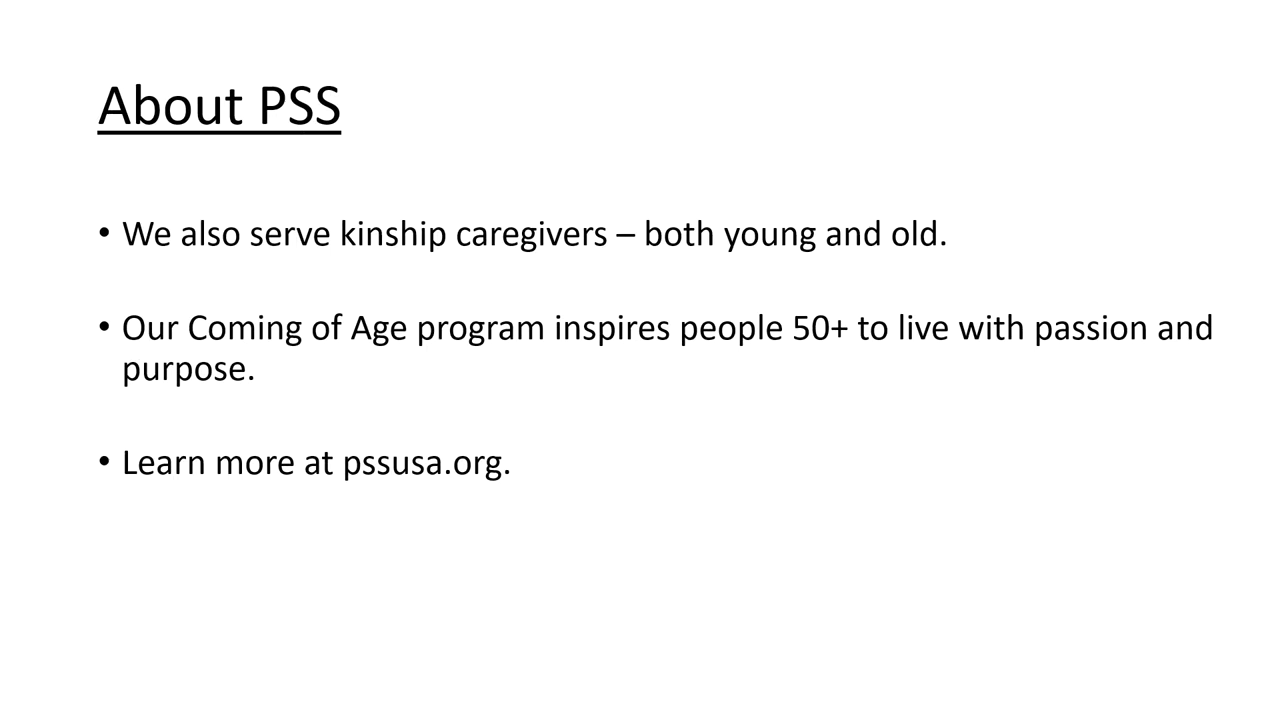 About PSS
• We also serve kinship caregivers – both young and old.
• Our Coming of Age program inspires people 50+ to live with passion and
purpose.
• Learn more at pssusa.org.